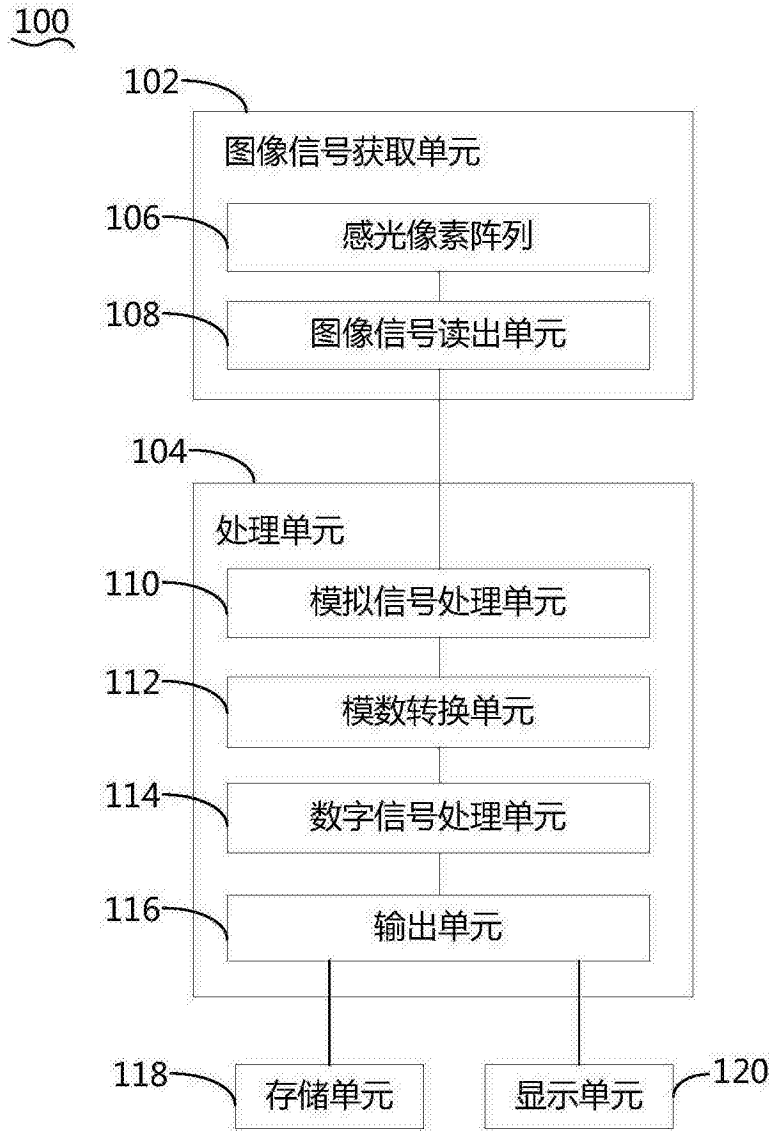 100
102
图像信号获取单元
106
感光像素阵列
108
图像信号读出单元
104
处理单元
110
模拟信号处理单元
112
模数转换单元
114
数字信号处理单元
116
输出单元
118
存储单元
显示单元
120